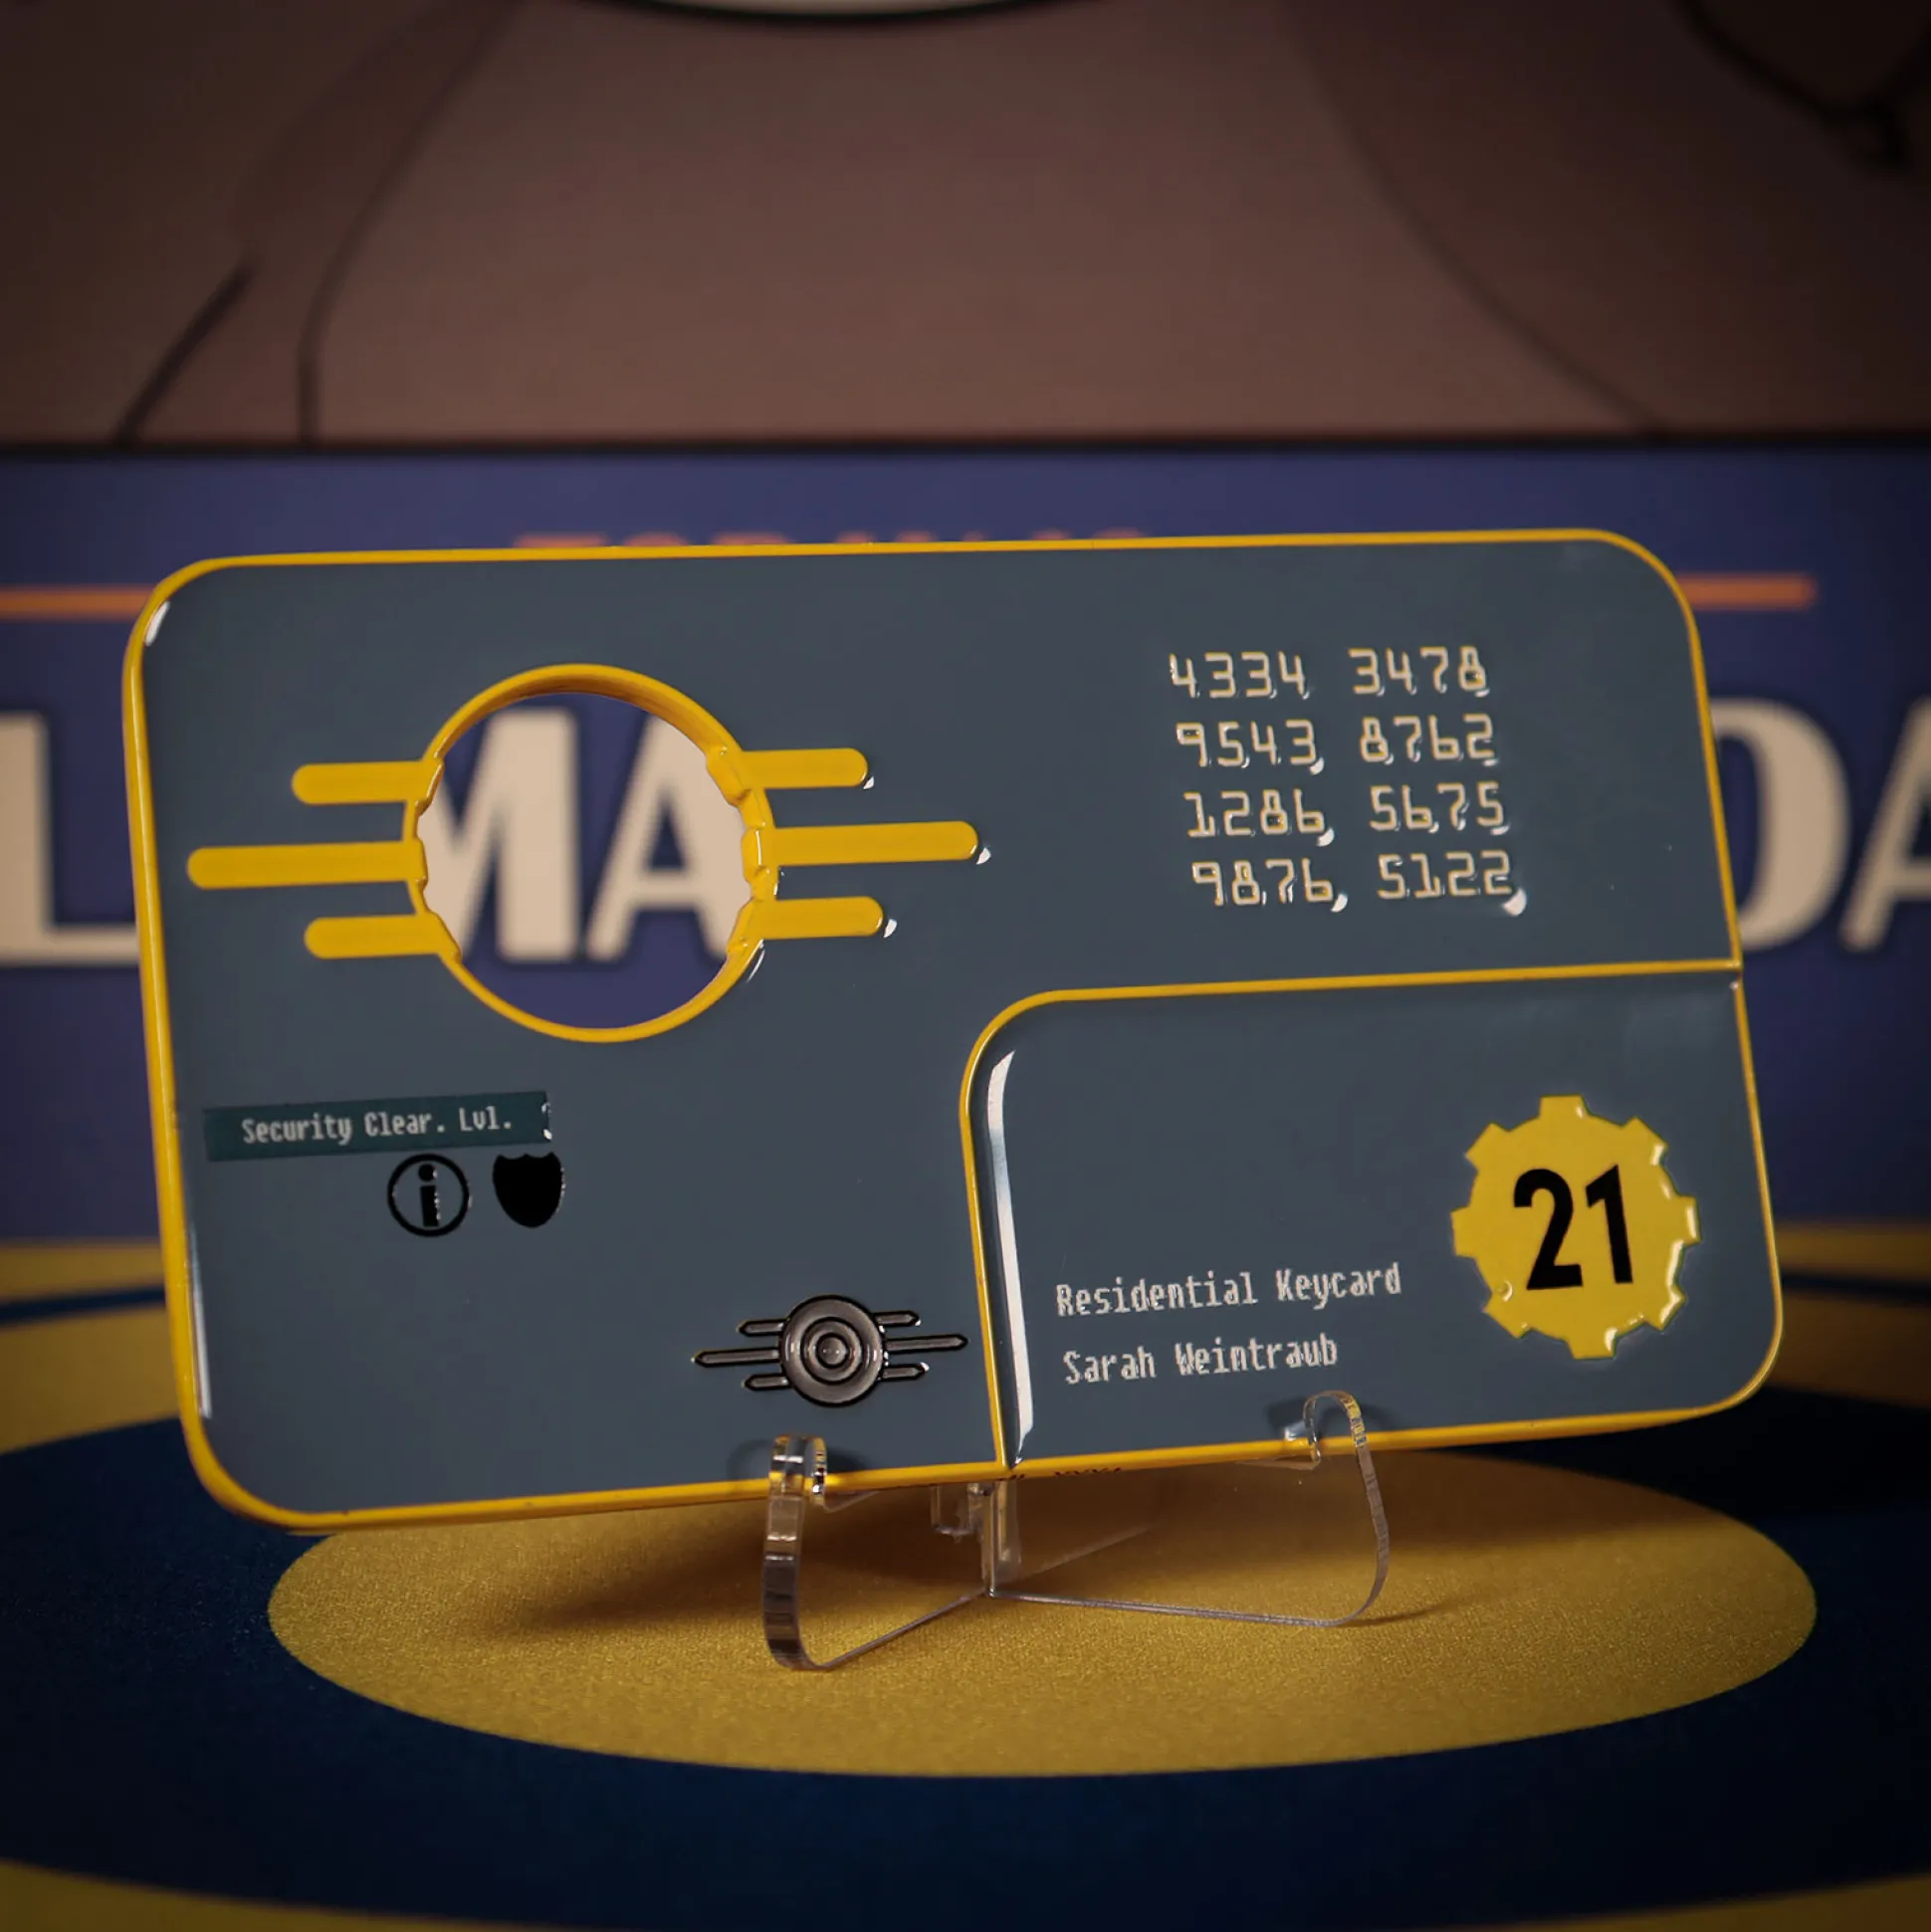 4334 3478
9543 8762
1286 5675
9876 5122
Security Clear. Lvl.
Residential Keycard
Sarah Weintraub
21